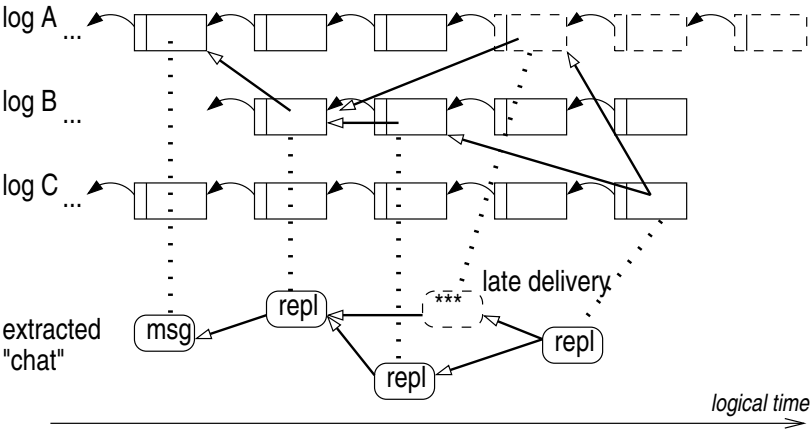 log A ...
log B ...
log C ...
late delivery
***
repl
msg
extracted
"chat"
repl
repl
logical time